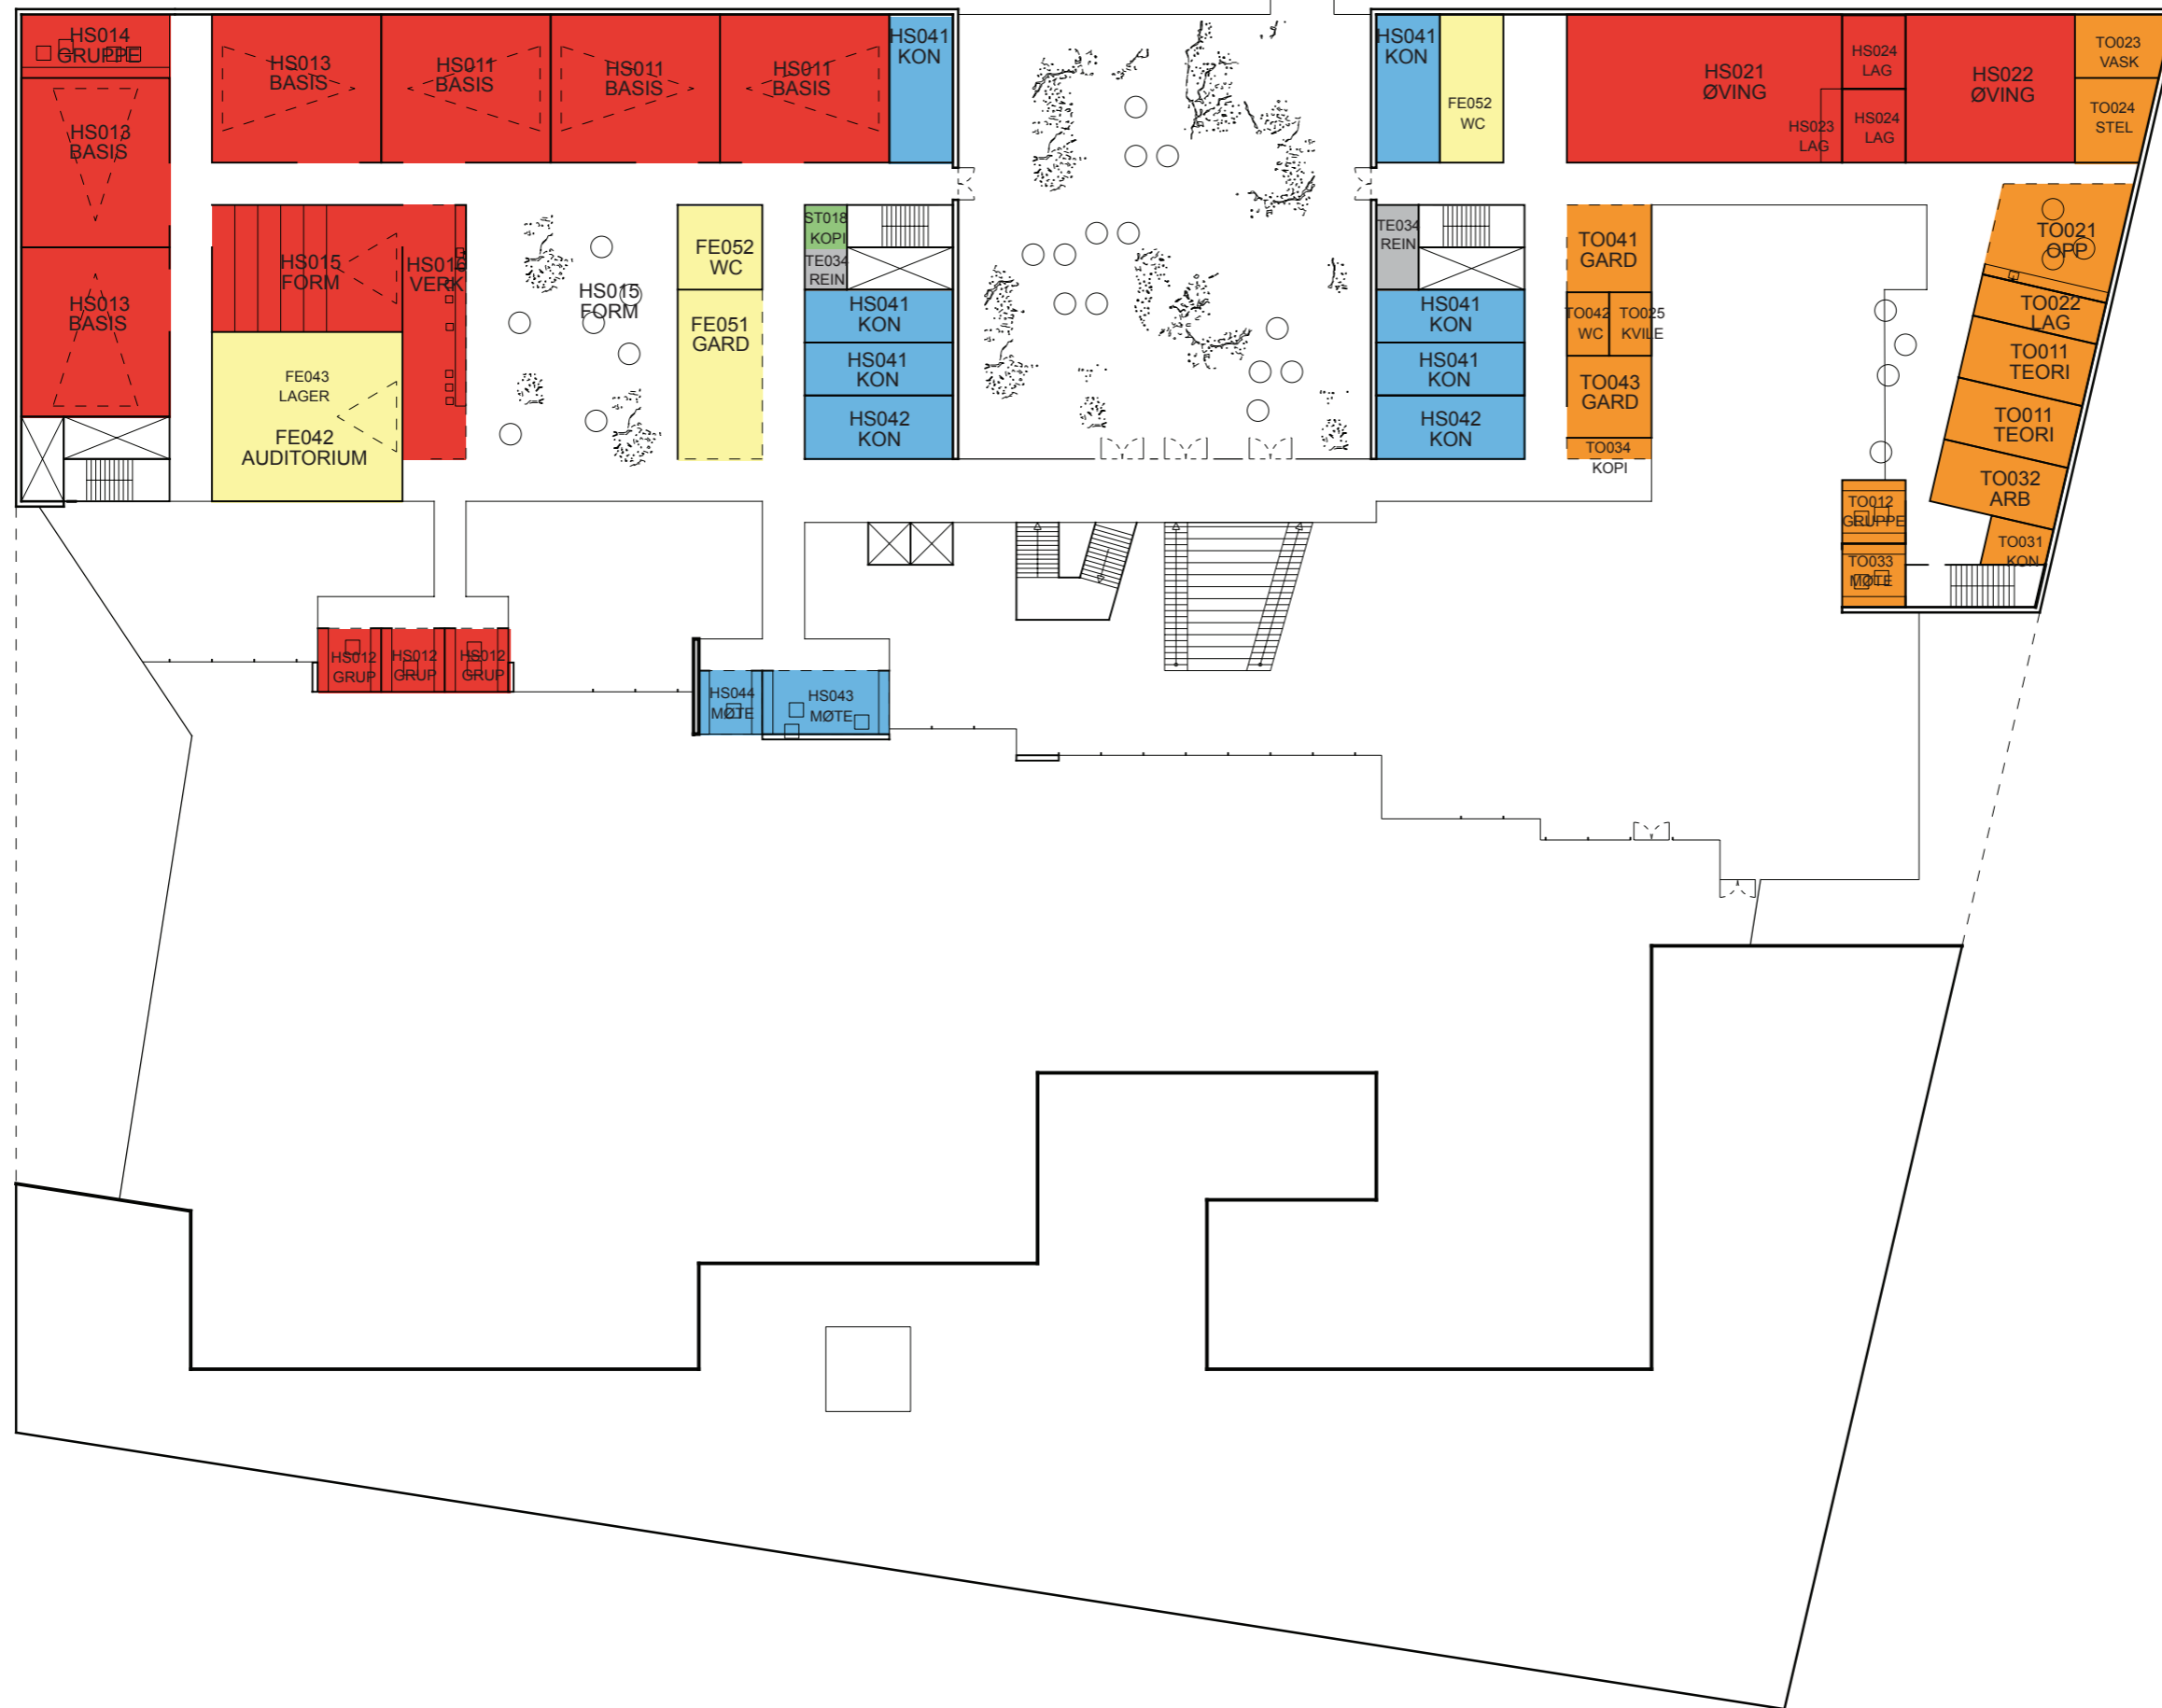 HS014
GRUPPE
HS013
BASIS
HS011
BASIS
HS011
BASIS
HS011
BASIS
HS041
KON
HS041
KON
FE052
WC
HS021
ØVING
HS023
LAG
HS024
LAG
HS024
LAG
HS022
ØVING
TO023
VASK
TO024
STEL
HS013
BASIS
HS013
BASIS
HS015
FORM
HS016
VERK
HS015
FORM
FE043
LAGER
FE042
AUDITORIUM
FE052
WC
FE051
GARD
ST018
KOPI
TE034
REIN
HS041
KON
HS041
KON
HS042
KON
TE034
REIN
HS041
KON
HS041
KON
HS042
KON
TO041
GARD
TO042
WC
TO025
KVILE
TO043
GARD
TO034
KOPI
TO021
OPP
TO022
LAG
TO011
TEORI
TO011
TEORI
TO032
ARB
TO031
KON
TO012
GRUPPE
TO033
MØTE
HS012
GRUP
HS012
GRUP
HS012
GRUP
HS044
MØTE
HS043
MØTE